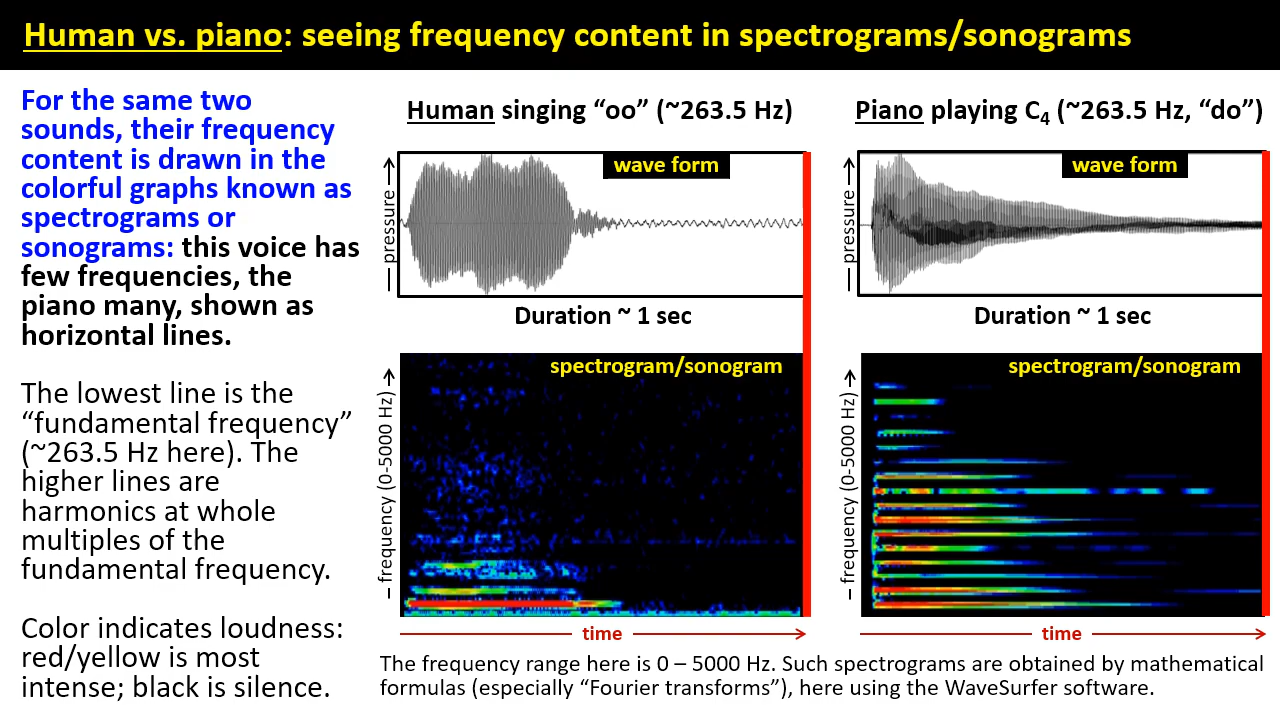 Human vs. piano: seeing frequency content in spectrograms/sonograms
For the same two
sounds, their frequency
content is drawn in the
colorful graphs known as
spectrograms or
sonograms: this voice has
few frequencies, the
piano many, shown as
horizontal lines.
The lowest line is the
“fundamental frequency”
(~263.5 Hz here). The
higher lines are
harmonics at whole
multiples of the
fundamental frequency.
Color indicates loudness:
red/yellow is most
intense; black is silence.
Human singing “oo” (~263.5 Hz)
wave form
pressure
Duration ~ 1 sec
spectrogram/sonogram
frequency (0-5000 Hz)
time
Piano playing C4 (~263.5 Hz, “do”)
wave form
pressure
Duration ~ 1 sec
spectrogram/sonogram
frequency (0-5000 Hz)
time
The frequency range here is 0 – 5000 Hz. Such spectrograms are obtained by mathematical
formulas (especially “Fourier transforms”), here using the WaveSurfer software.